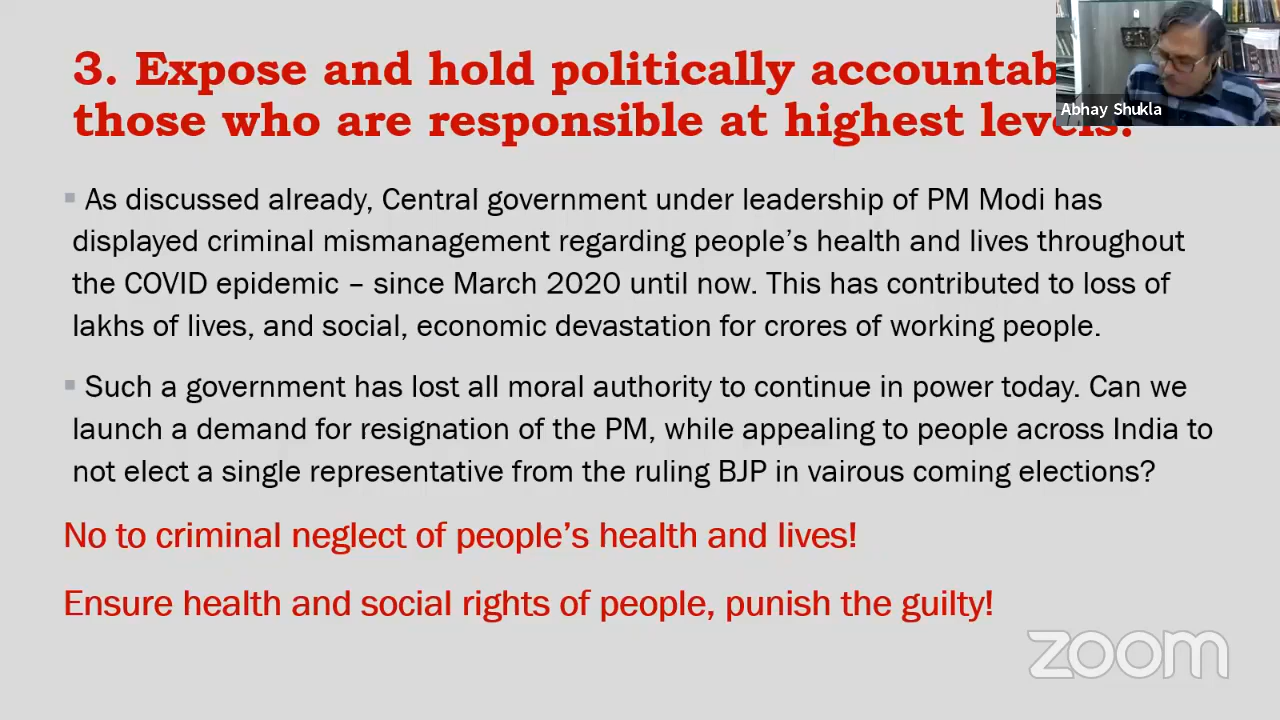 3. Expose and hold politically accountab
those who are responsible at highest levels.
Abhay Shukla
As discussed already, Central government under leadership of PM Modi has
displayed criminal mismanagement regarding people's health and lives throughout
the COVID epidemic – since March 2020 until now. This has contributed to loss of
lakhs of lives, and social, economic devastation for crores of working people.
Such a government has lost all moral authority to continue in power today. Can we
launch a demand for resignation of the PM, while appealing to people across India to
not elect a single representative from the ruling BJP in vairous coming elections?
No to criminal neglect of people's health and lives!
Ensure health and social rights of people, punish the guilty!
zoom